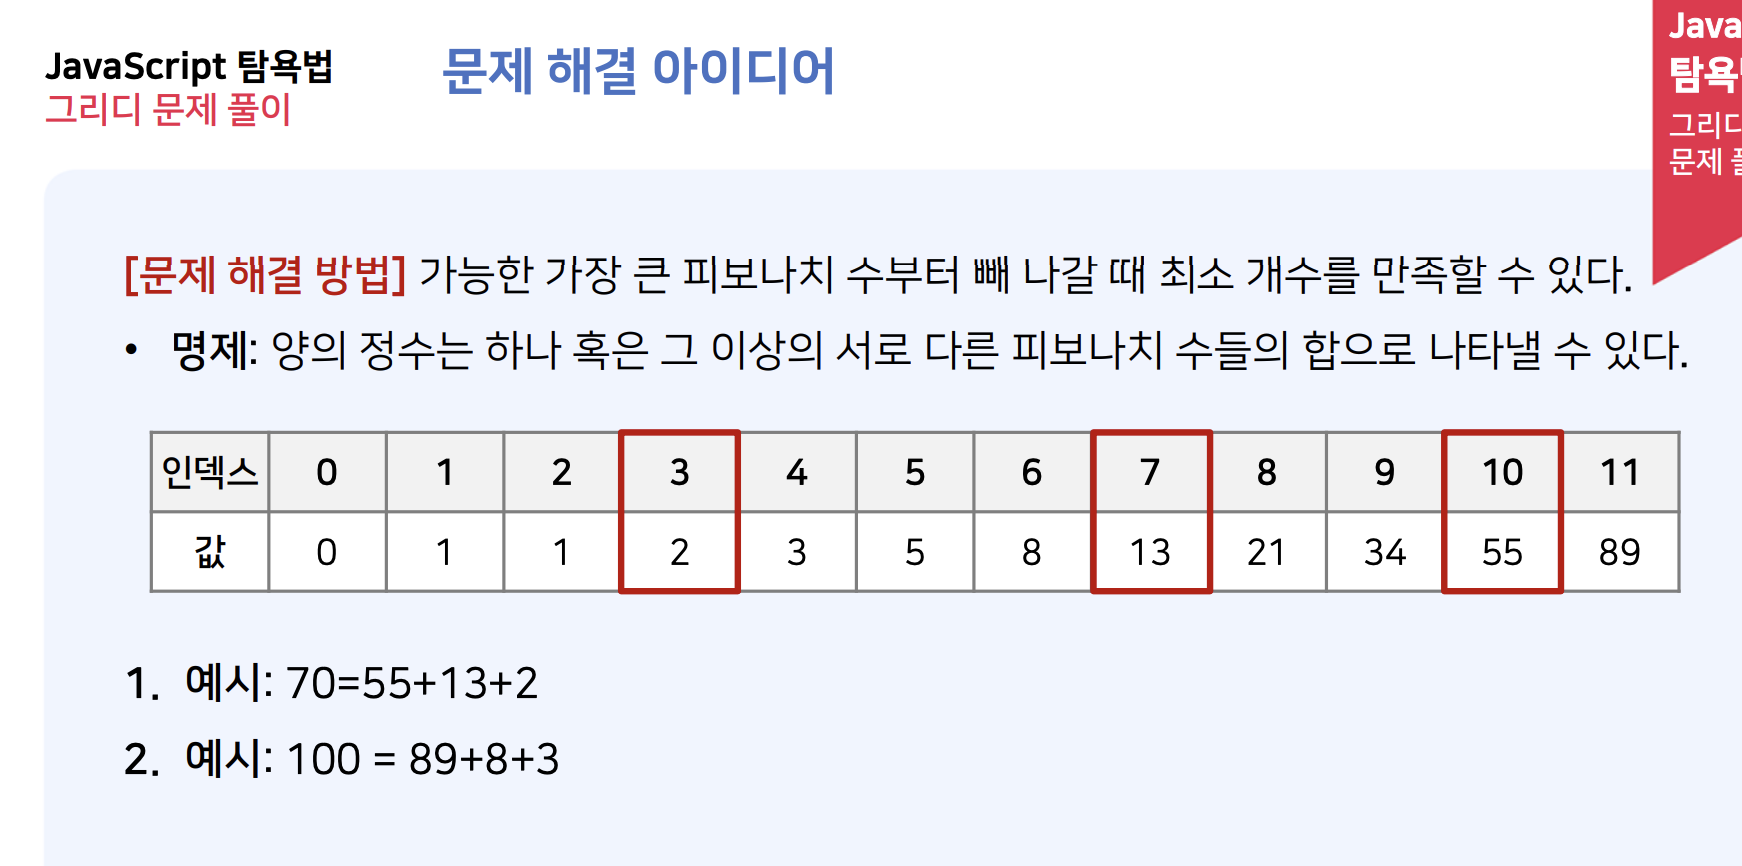 JavaScript 탐욕법
그리디 문제 풀이
문제 해결 아이디어
Java
탐욕
그리디
문제
[문제 해결 방법] 가능한 가장 큰 피보나치 수부터 빼 나갈 때 최소 개수를 만족할 수 있다.
• 명제: 양의 정수는 하나 혹은 그 이상의 서로 다른 피보나치 수들의 합으로 나타낼 수 있다.
인덱스 0 1 2 3 4 5 6 7 8 9 10 11
값 0 1 1 2 3 5 8 13 21 34 55 89
1. 예시: 70=55+13+2
2. 예시: 100 = 89+8+3